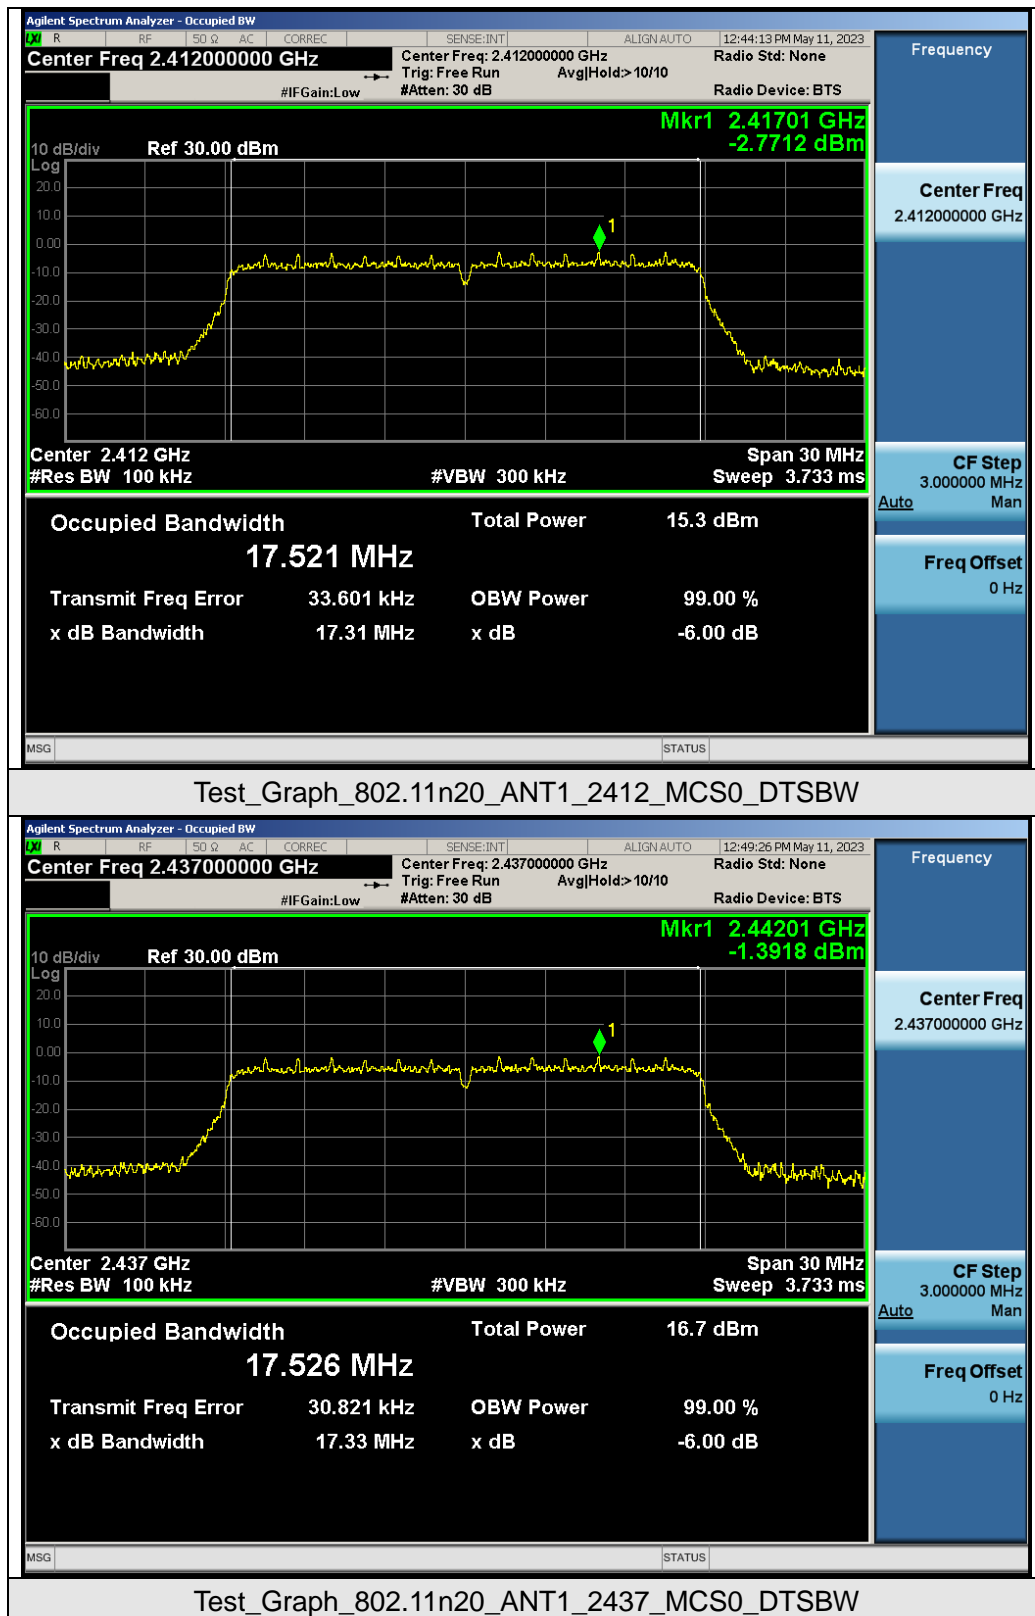 Agilent Spectrum Analyzer - Occupied BW
LXI R RF 50 Ω AC CORREC SENSE:INT ALIGN AUTO 12:44:13 PM May 11, 2023
Center Freq 2.412000000 GHz Center Freq: 2.412000000 GHz Radio Std: None
Trig: Free Run Avg|Hold:> 10/10
#IFGain:Low #Atten: 30 dB Radio Device: BTS
Frequency
Mkr1 2.41701 GHz
10 dB/div Ref 30.00 dBm -2.7712 dBm
Log
20.0
10.0
0.00
-10.0
-20.0
-30.0
-40.0
-50.0
-60.0
1
Center 2.412 GHz Span 30 MHz
#Res BW 100 kHz #VBW 300 kHz Sweep 3.733 ms
Occupied Bandwidth Total Power 15.3 dBm
17.521 MHz
Transmit Freq Error 33.601 kHz OBW Power 99.00 %
x dB Bandwidth 17.31 MHz x dB -6.00 dB
Center Freq
2.412000000 GHz
CF Step
3.000000 MHz
Auto Man
Freq Offset
0 Hz
MSG STATUS
Test_Graph_802.11n20_ANT1_2412_MCS0_DTSBW
Agilent Spectrum Analyzer - Occupied BW
LXI R RF 50 Ω AC CORREC SENSE:INT ALIGN AUTO 12:49:26 PM May 11, 2023
Center Freq 2.437000000 GHz Center Freq: 2.437000000 GHz Radio Std: None
Trig: Free Run Avg|Hold:> 10/10
#IFGain:Low #Atten: 30 dB Radio Device: BTS
Frequency
Mkr1 2.44201 GHz
10 dB/div Ref 30.00 dBm -1.3918 dBm
Log
20.0
10.0
0.00
-10.0
-20.0
-30.0
-40.0
-50.0
-60.0
1
Center 2.437 GHz Span 30 MHz
#Res BW 100 kHz #VBW 300 kHz Sweep 3.733 ms
Occupied Bandwidth Total Power 16.7 dBm
17.526 MHz
Transmit Freq Error 30.821 kHz OBW Power 99.00 %
x dB Bandwidth 17.33 MHz x dB -6.00 dB
Center Freq
2.437000000 GHz
CF Step
3.000000 MHz
Auto Man
Freq Offset
0 Hz
MSG STATUS
Test_Graph_802.11n20_ANT1_2437_MCS0_DTSBW